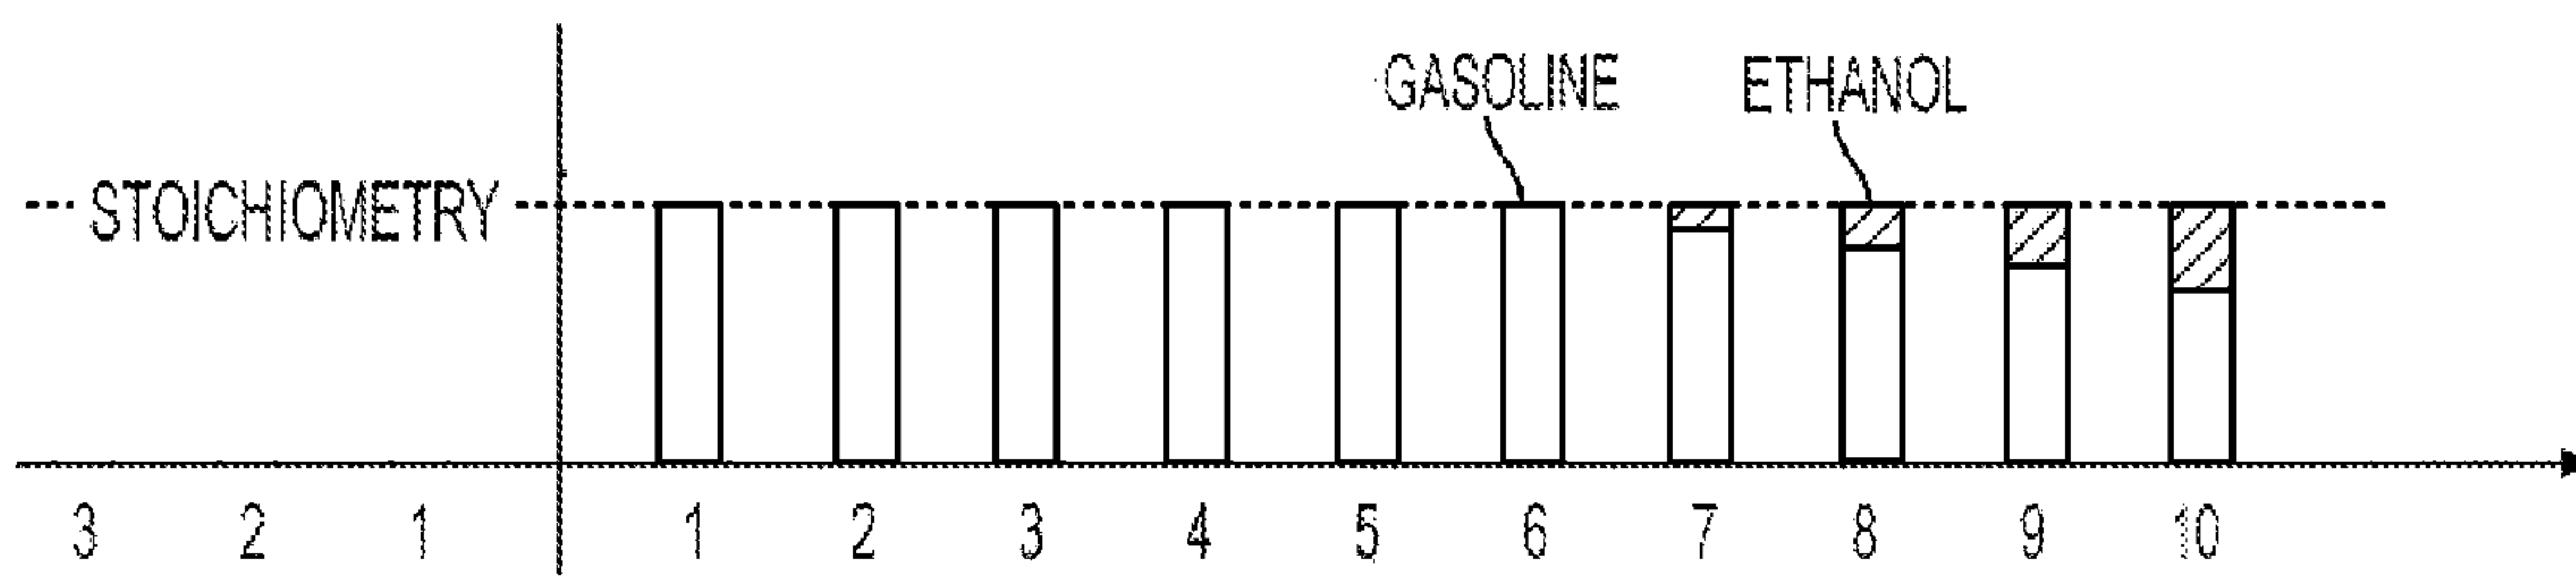 GASOLINE ETHANOL
STOICHIOMETRY
3 2 1 1 2 3 4 5 6 7 8 9 10